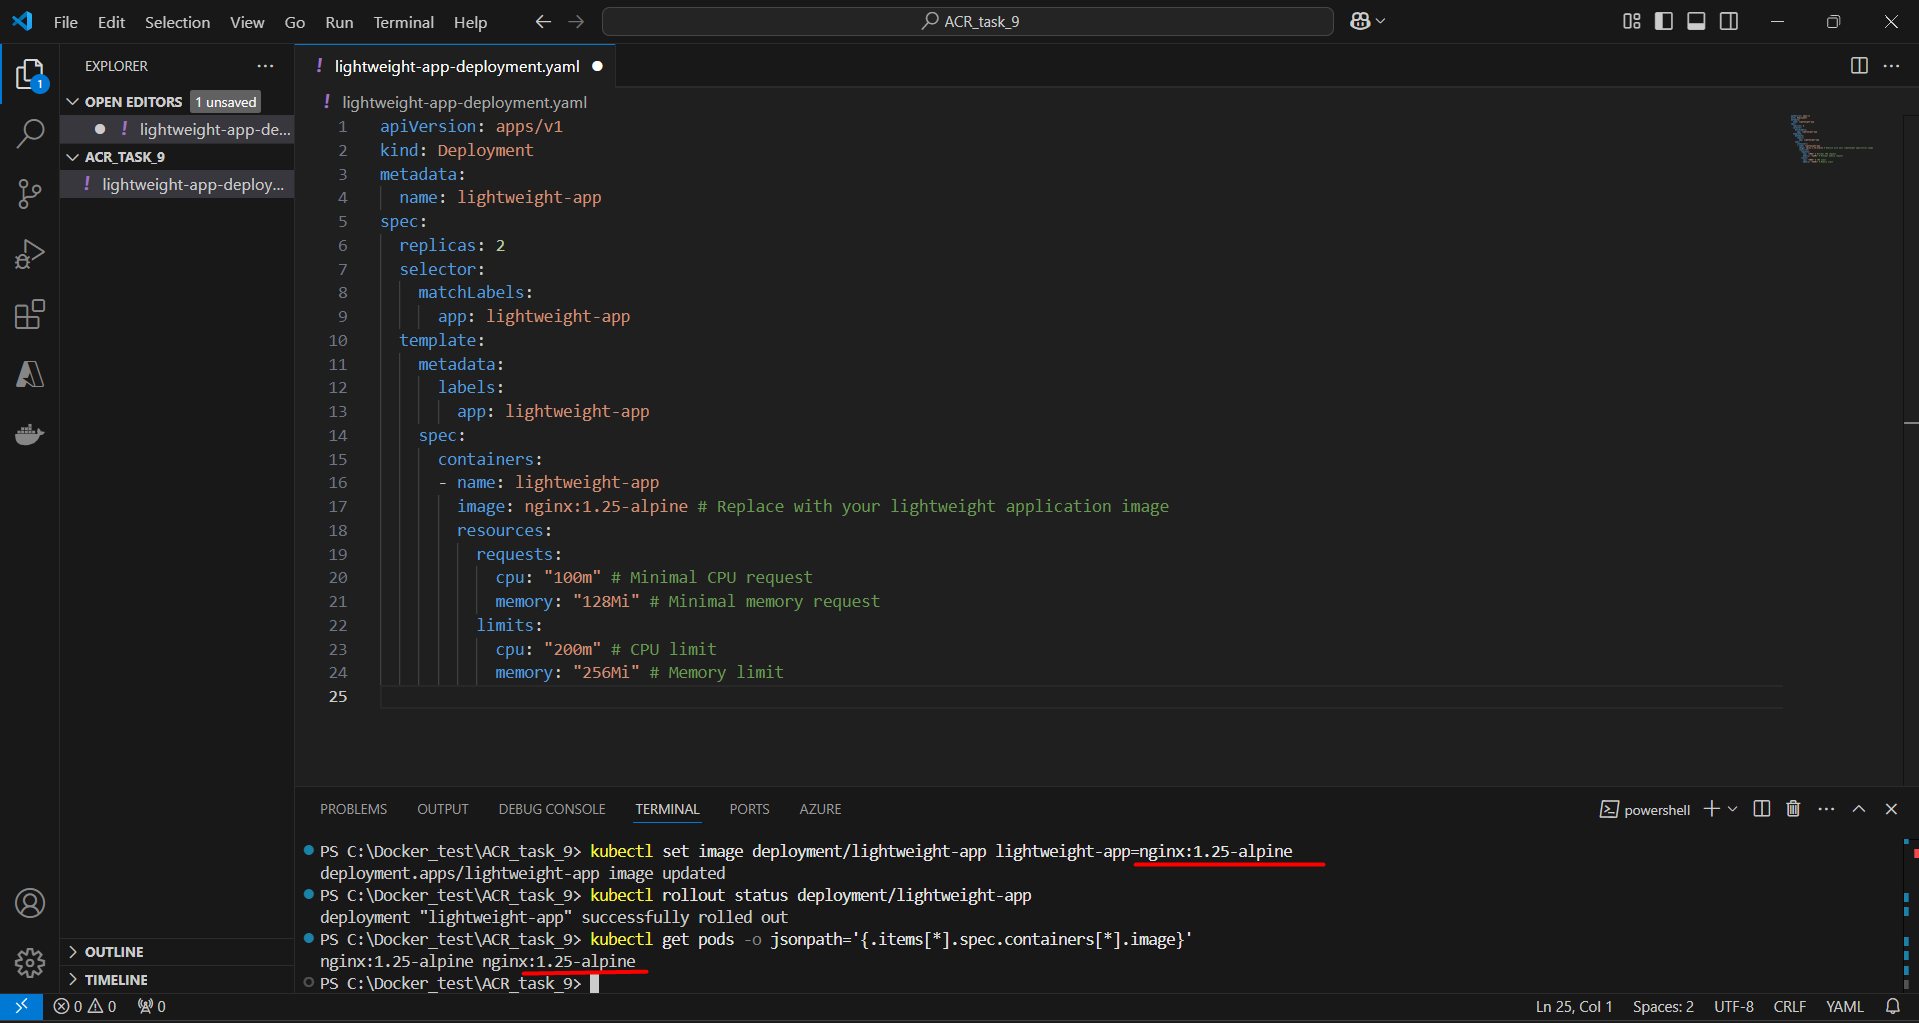 File Edit Selection View Go Run Terminal Help
ACR_task_9
EXPLORER
1
OPEN EDITORS 1 unsaved
! lightweight-app-de...
ACR_TASK_9
! lightweight-app-deploy...
OUTLINE
TIMELINE
! lightweight-app-deployment.yaml
! lightweight-app-deployment.yaml
1 apiVersion: apps/v1
2 kind: Deployment
3 metadata:
4 name: lightweight-app
5 spec:
6 replicas: 2
7 selector:
8 matchLabels:
9 app: lightweight-app
10 template:
11 metadata:
12 labels:
13 app: lightweight-app
14 spec:
15 containers:
16 - name: lightweight-app
17 image: nginx:1.25-alpine # Replace with your lightweight application image
18 resources:
19 requests:
20 cpu: "100m" # Minimal CPU request
21 memory: "128Mi" # Minimal memory request
22 limits:
23 cpu: "200m" # CPU limit
24 memory: "256Mi" # Memory limit
25
PROBLEMS OUTPUT DEBUG CONSOLE TERMINAL PORTS AZURE
powershell
PS C:\Docker_test\ACR_task_9> kubectl set image deployment/lightweight-app lightweight-app=nginx:1.25-alpine
deployment.apps/lightweight-app image updated
PS C:\Docker_test\ACR_task_9> kubectl rollout status deployment/lightweight-app
deployment "lightweight-app" successfully rolled out
PS C:\Docker_test\ACR_task_9> kubectl get pods -o jsonpath='{.items[*].spec.containers[*].image}'
nginx:1.25-alpine nginx:1.25-alpine
PS C:\Docker_test\ACR_task_9>
0 0 0
Ln 25, Col 1 Spaces: 2 UTF-8 CRLF YAML